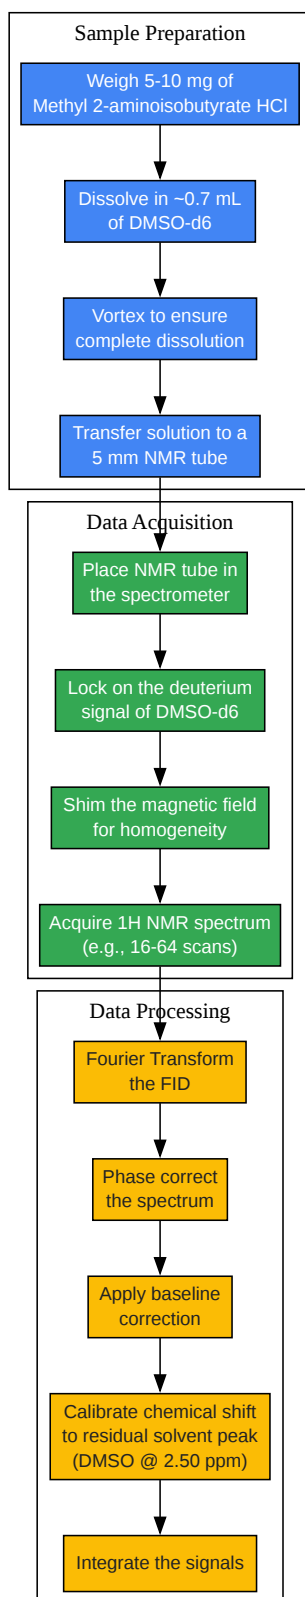 Sample Preparation
Weigh 5-10 mg of
Methyl 2-aminoisobutyrate HCl
Dissolve in ~0.7 mL
of DMSO-d6
Vortex to ensure
complete dissolution
Transfer solution to a
5 mm NMR tube
Data Acquisition
Place NMR tube in
the spectrometer
Lock on the deuterium
signal of DMSO-d6
Shim the magnetic field
for homogeneity
Acquire 1H NMR spectrum
(e.g., 16-64 scans)
Data Processing
Fourier Transform
the FID
Phase correct
the spectrum
Apply baseline
correction
Calibrate chemical shift
to residual solvent peak
(DMSO @ 2.50 ppm)
Integrate the signals